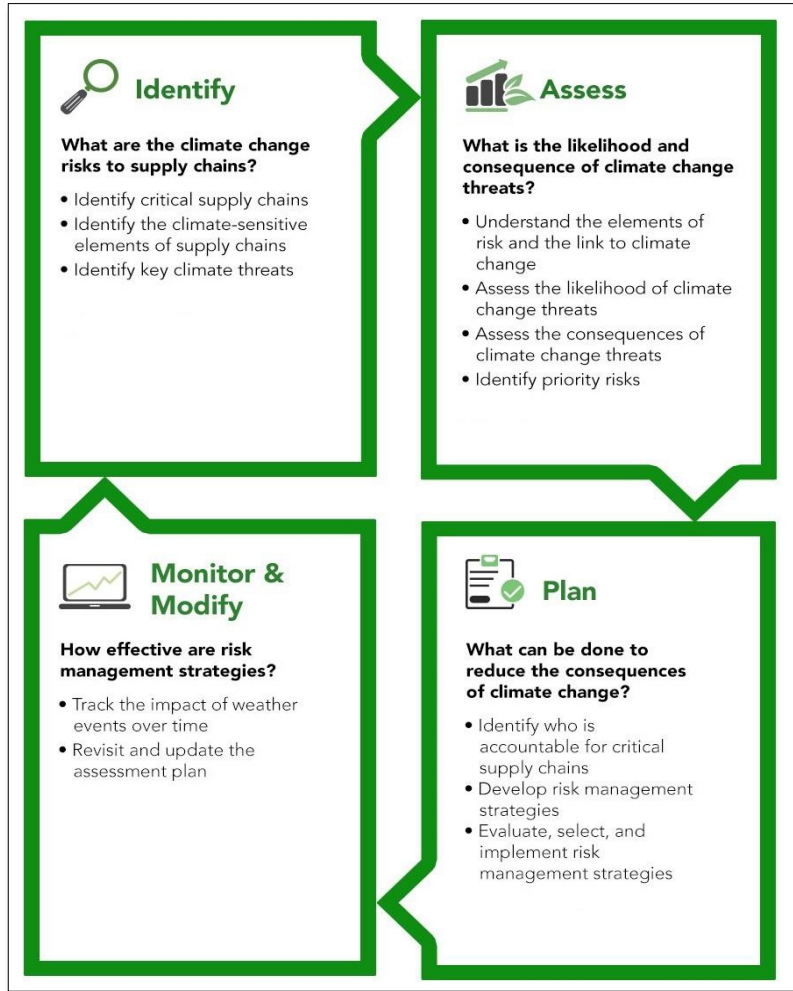 Identify
What are the climate change
risks to supply chains?
• Identify critical supply chains
• Identify the climate-sensitive
elements of supply chains
• Identify key climate threats
Assess
What is the likelihood and
consequence of climate change
threats?
• Understand the elements of
risk and the link to climate
change
• Assess the likelihood of climate
change threats
• Assess the consequences of
climate change threats
• Identify priority risks
Plan
What can be done to
reduce the consequences
of climate change?
• Identify who is
accountable for critical
supply chains
• Develop risk management
strategies
• Evaluate, select, and
implement risk
management strategies
Monitor &
Modify
How effective are risk
management strategies?
• Track the impact of weather
events over time
• Revisit and update the
assessment plan